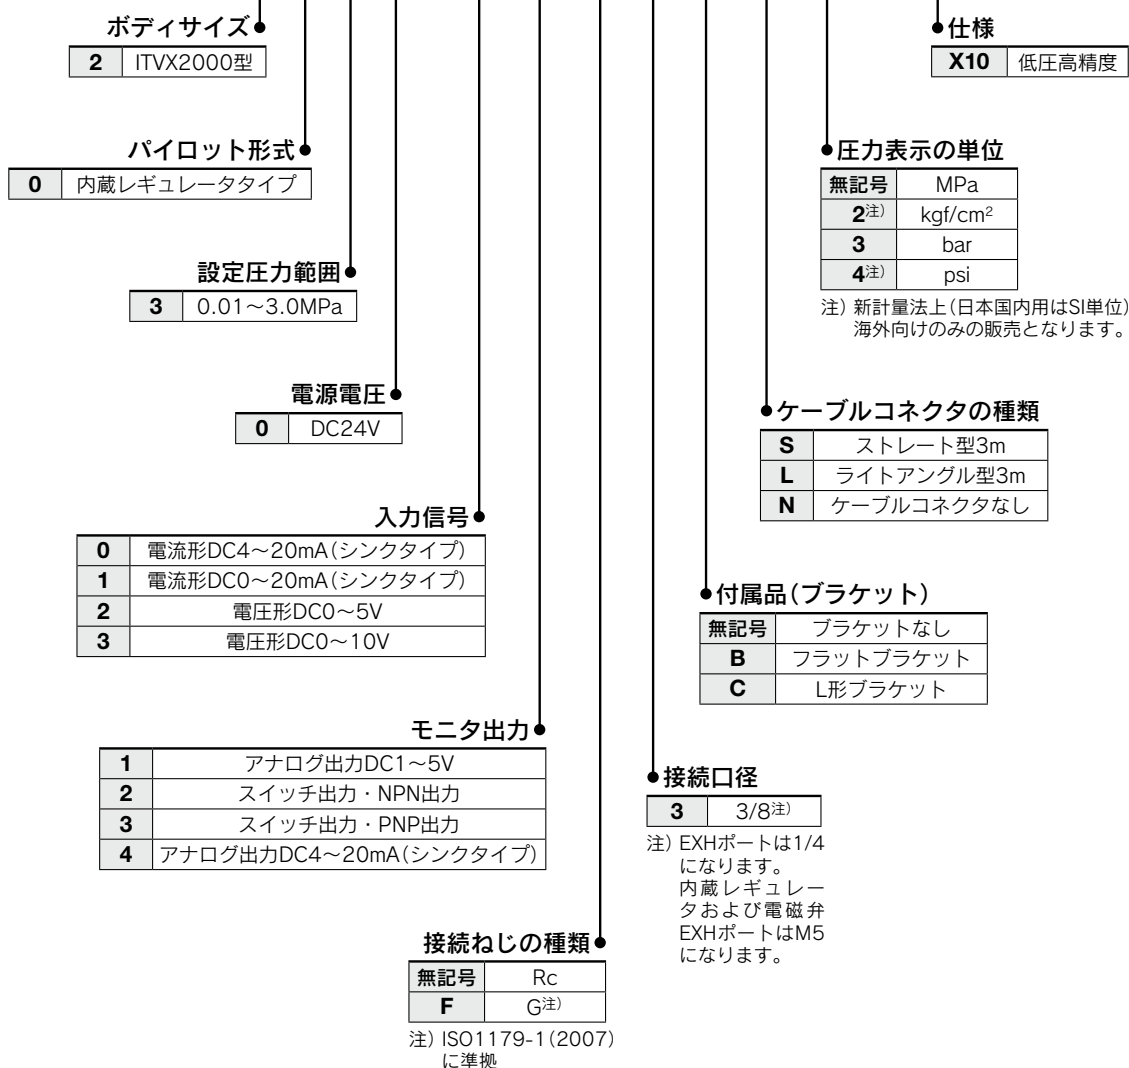 ボディサイズ
2 ITVX2000型
パイロット形式
0 内蔵レギュレータタイプ
設定圧力範囲
3 0.01～3.0MPa
電源電圧
0 DC24V
入力信号
0 電流形DC4～20mA(シンクタイプ)
1 電流形DC0～20mA(シンクタイプ)
2 電圧形DC0～5V
3 電圧形DC0～10V
モニタ出力
1 アナログ出力DC1～5V
2 スイッチ出力・NPN出力
3 スイッチ出力・PNP出力
4 アナログ出力DC4～20mA(シンクタイプ)
接続ねじの種類
無記号 Rc
F G注)
注) ISO1179-1(2007)
に準拠
接続口径
3 3/8注)
注) EXHポートは1/4
になります。
内蔵レギュレー
タおよび電磁弁
EXHポートはM5
になります。
付属品(ブラケット)
無記号 ブラケットなし
B フラットブラケット
C L形ブラケット
ケーブルコネクタの種類
S ストレート型3m
L ライトアングル型3m
N ケーブルコネクタなし
圧力表示の単位
無記号 MPa
2注) kgf/cm²
3 bar
4注) psi
注) 新計量法上(日本国内用はSI単位)
海外向けのみの販売となります。
仕様
X10 低圧高精度